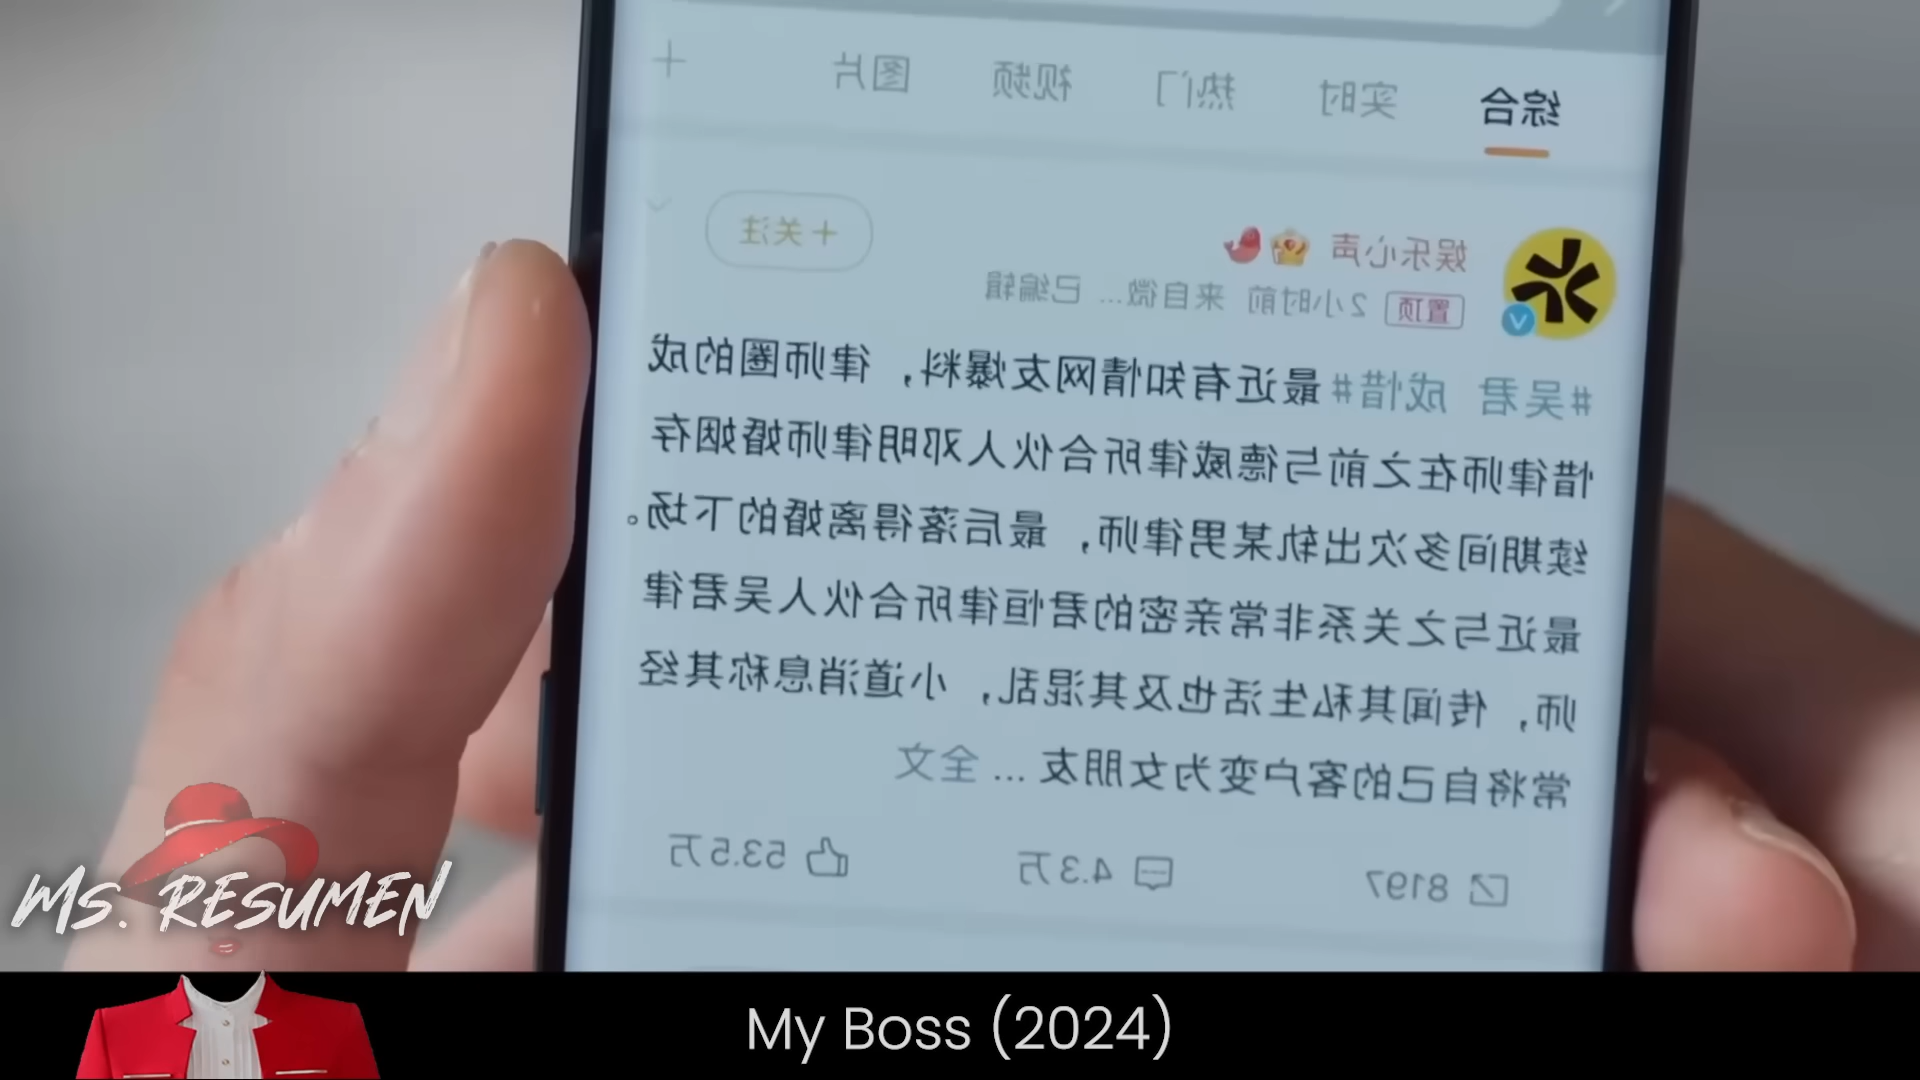 综合 实时 热门 视频 图片
娱乐心声
+关注
置顶 2小时前 来自微... 已编辑
#吴君 成惜#最近有知情网友爆料，律师圈的成
惜律师在之前与德威律所合伙人邓明律师婚姻存
续期间多次出轨某男律师，最后落得离婚的下场。
最近与之关系非常亲密的君恒律所合伙人吴君律
师，传闻其私生活也及其混乱，小道消息称其经
常将自己的客户变为女朋友 ... 全文
8197 4.3万 53.5万
Ms. RESUMEN
My Boss (2024)